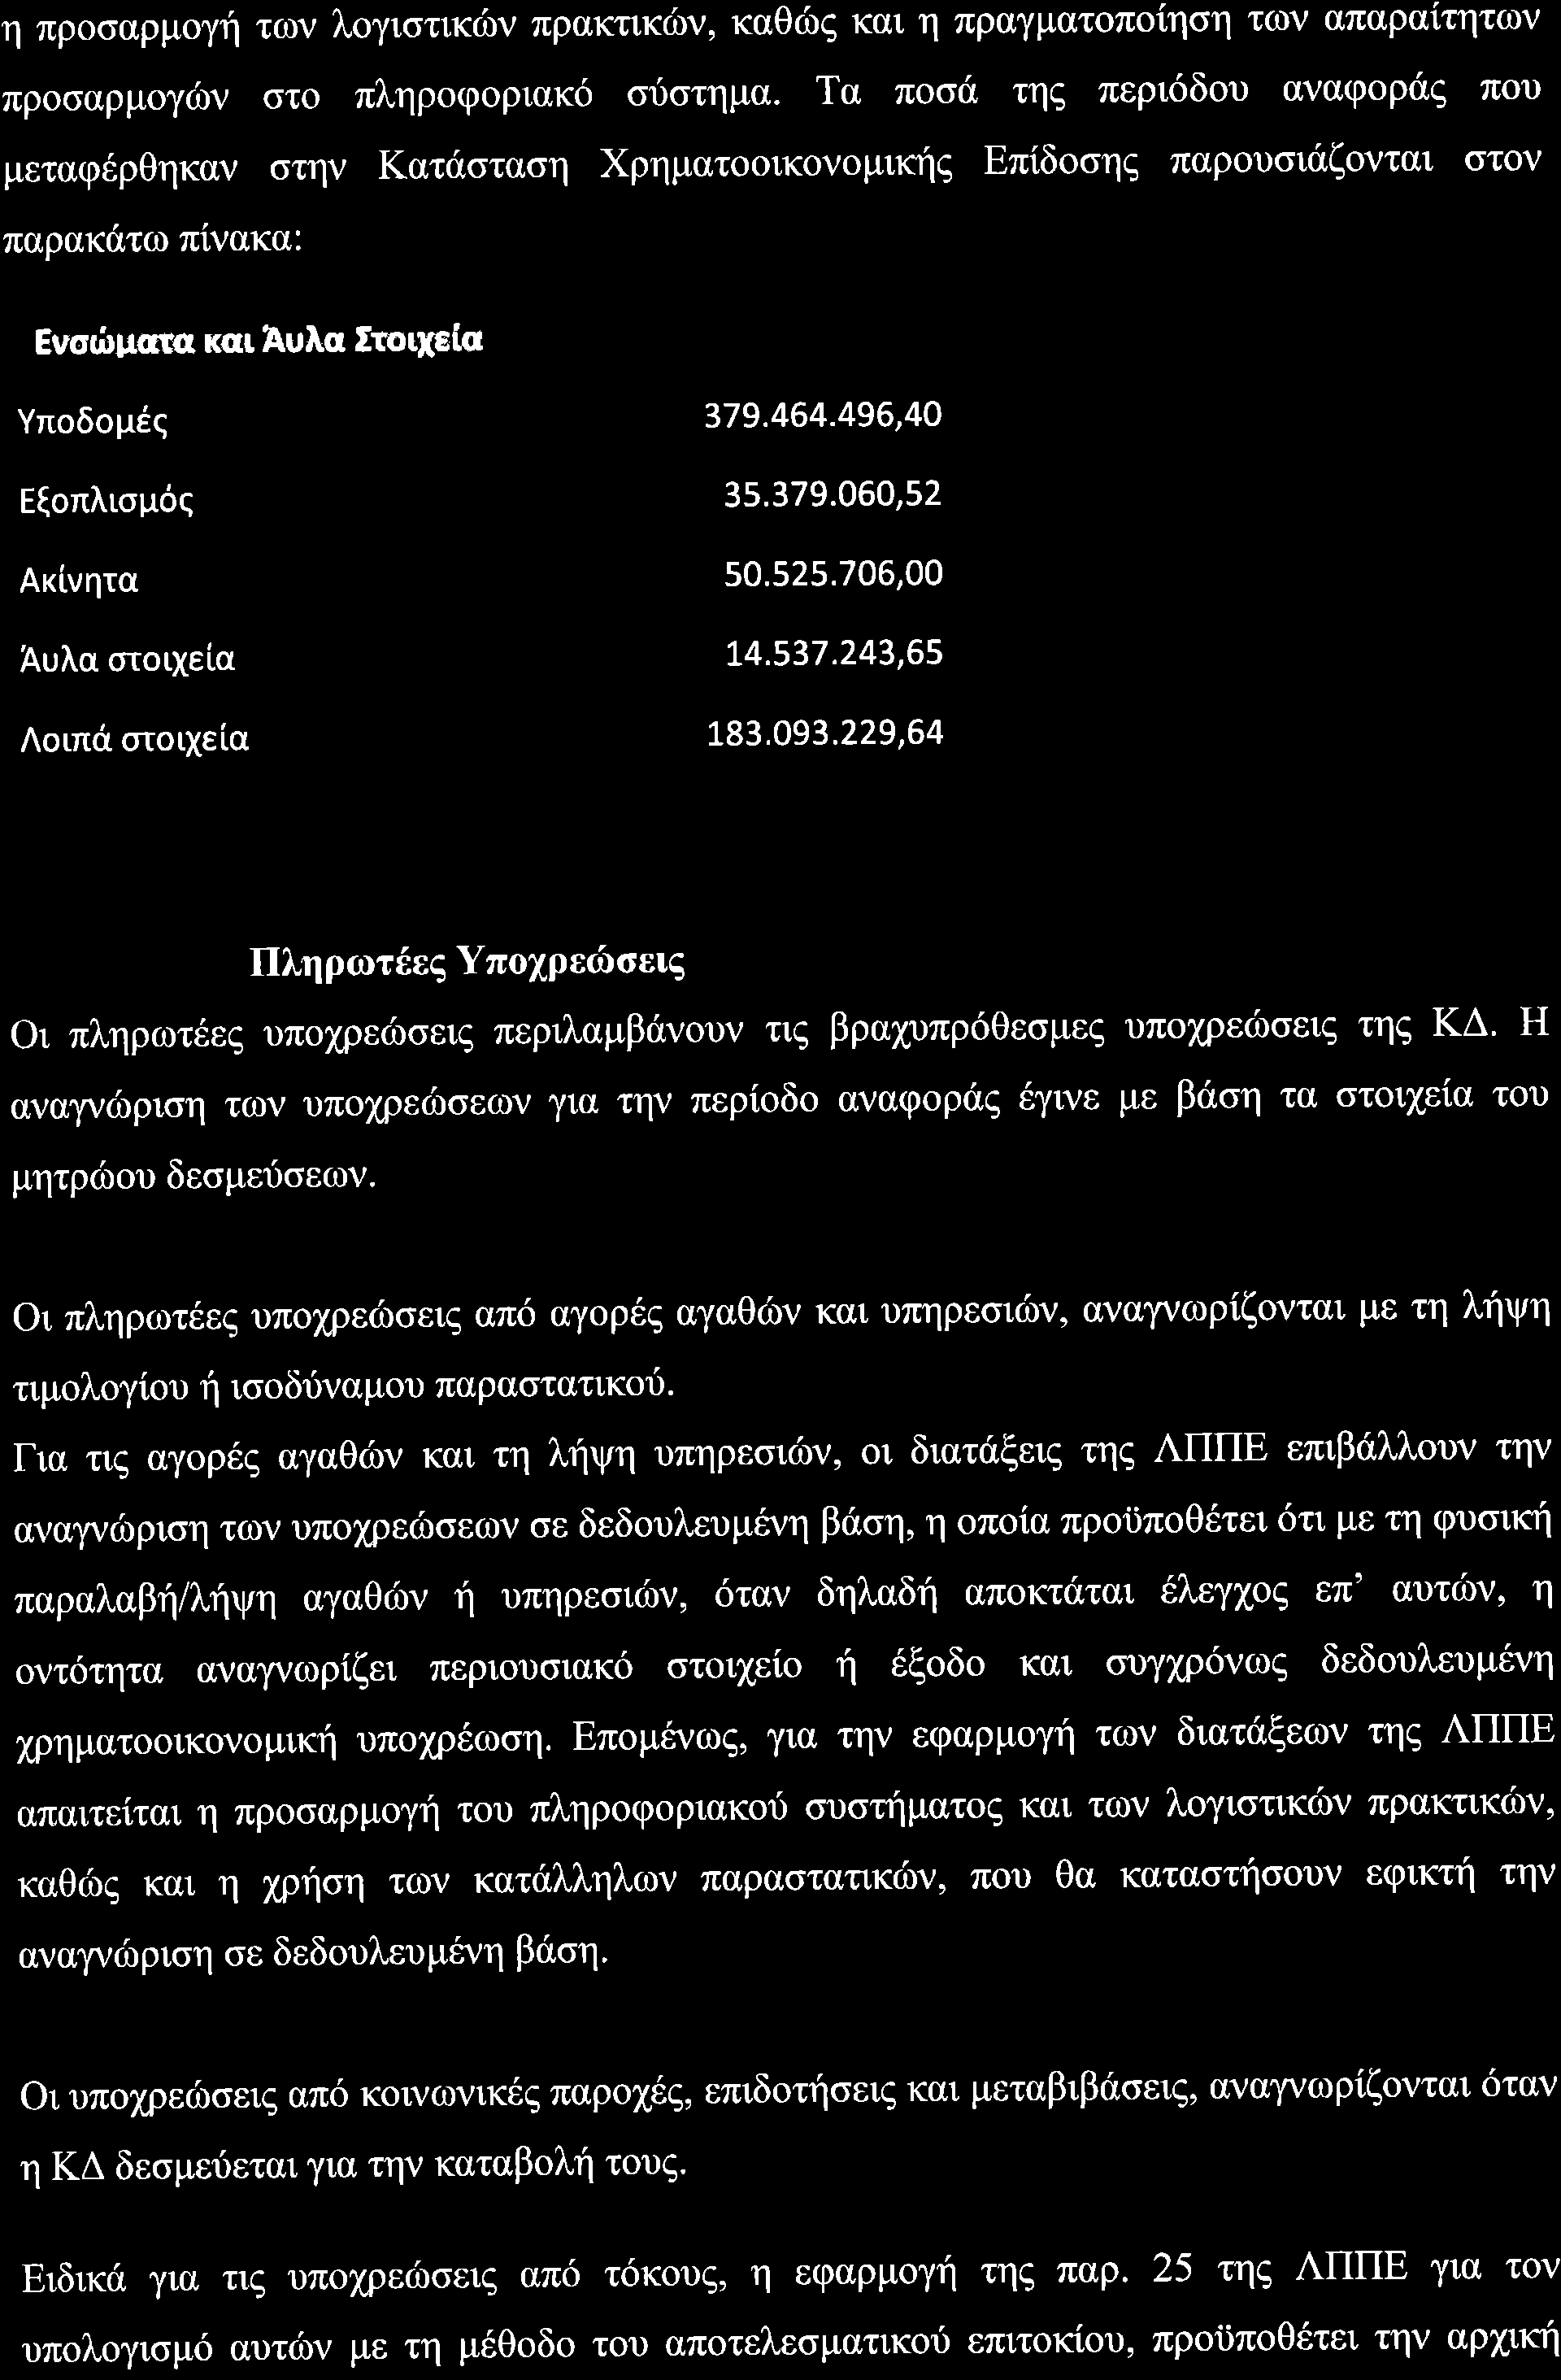 η προσαρμογή των λογιστικών πρακτικών, καθώς και η πραγματοποίηση των απαραίτητων
προσαρμογών στο πληροφοριακό σύστημα. Τα ποσά της περιόδου αναφοράς που
μεταφέρθηκαν στην Κατάσταση Χρηματοοικονομικής Επίδοσης παρουσιάζονται στον
παρακάτω πίνακα:
Ενσώματα και Άυλα Στοιχεία
Υποδομές 379.464.496,40
Εξοπλισμός 35.379.060,52
Ακίνητα 50.525.706,00
Άυλα στοιχεία 14.537.243,65
Λοιπά στοιχεία 183.093.229,64
Πληρωτέες Υποχρεώσεις
Οι πληρωτέες υποχρεώσεις περιλαμβάνουν τις βραχυπρόθεσμες υποχρεώσεις της ΚΔ. Η
αναγνώριση των υποχρεώσεων για την περίοδο αναφοράς έγινε με βάση τα στοιχεία του
μητρώου δεσμεύσεων.
Οι πληρωτέες υποχρεώσεις από αγορές αγαθών και υπηρεσιών, αναγνωρίζονται με τη λήψη
τιμολογίου ή ισοδύναμου παραστατικού.
Για τις αγορές αγαθών και τη λήψη υπηρεσιών, οι διατάξεις της ΛΠΠΕ επιβάλλουν την
αναγνώριση των υποχρεώσεων σε δεδουλευμένη βάση, η οποία προϋποθέτει ότι με τη φυσική
παραλαβή/λήψη αγαθών ή υπηρεσιών, όταν δηλαδή αποκτάται έλεγχος επ’ αυτών, η
οντότητα αναγνωρίζει περιουσιακό στοιχείο ή έξοδο και συγχρόνως δεδουλευμένη
χρηματοοικονομική υποχρέωση. Επομένως, για την εφαρμογή των διατάξεων της ΛΠΠΕ
απαιτείται η προσαρμογή του πληροφοριακού συστήματος και των λογιστικών πρακτικών,
καθώς και η χρήση των κατάλληλων παραστατικών, που θα καταστήσουν εφικτή την
αναγνώριση σε δεδουλευμένη βάση.
Οι υποχρεώσεις από κοινωνικές παροχές, επιδοτήσεις και μεταβιβάσεις, αναγνωρίζονται όταν
η ΚΔ δεσμεύεται για την καταβολή τους.
Ειδικά για τις υποχρεώσεις από τόκους, η εφαρμογή της παρ. 25 της ΛΠΠΕ για τον
υπολογισμό αυτών με τη μέθοδο του αποτελεσματικού επιτοκίου, προϋποθέτει την αρχική